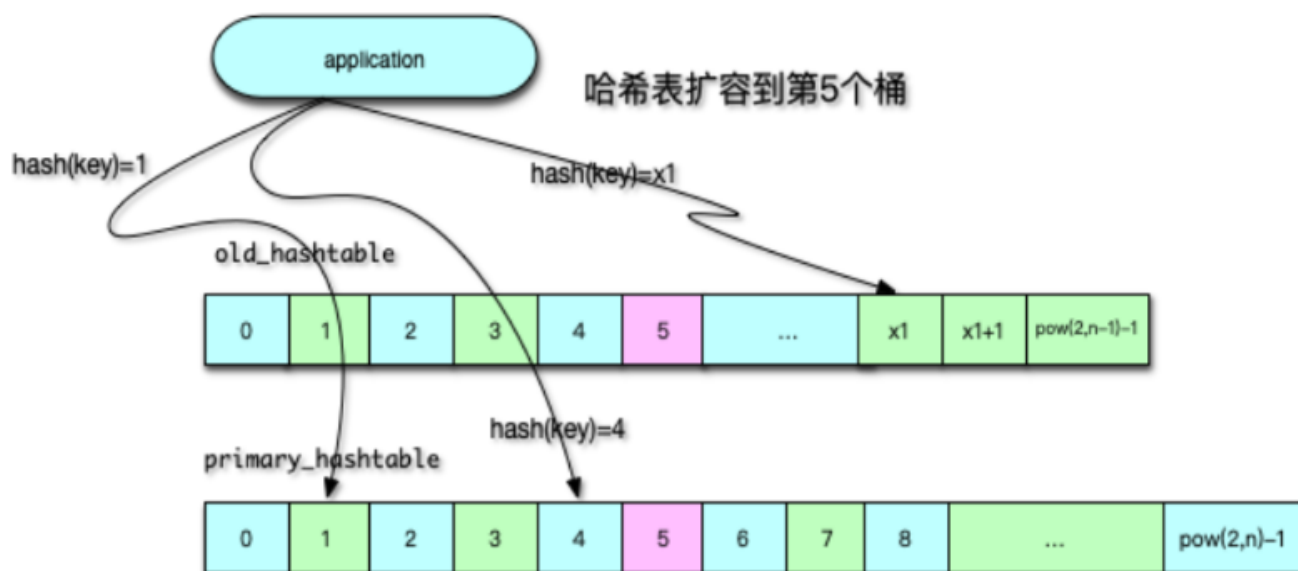 application
哈希表扩容到第5个桶
hash(key)=1
hash(key)=x1
old_hashtable
0 1 2 3 4 5 ... x1 x1+1 pow(2,n-1)-1
hash(key)=4
primary_hashtable
0 1 2 3 4 5 6 7 8 ... pow(2,n)-1